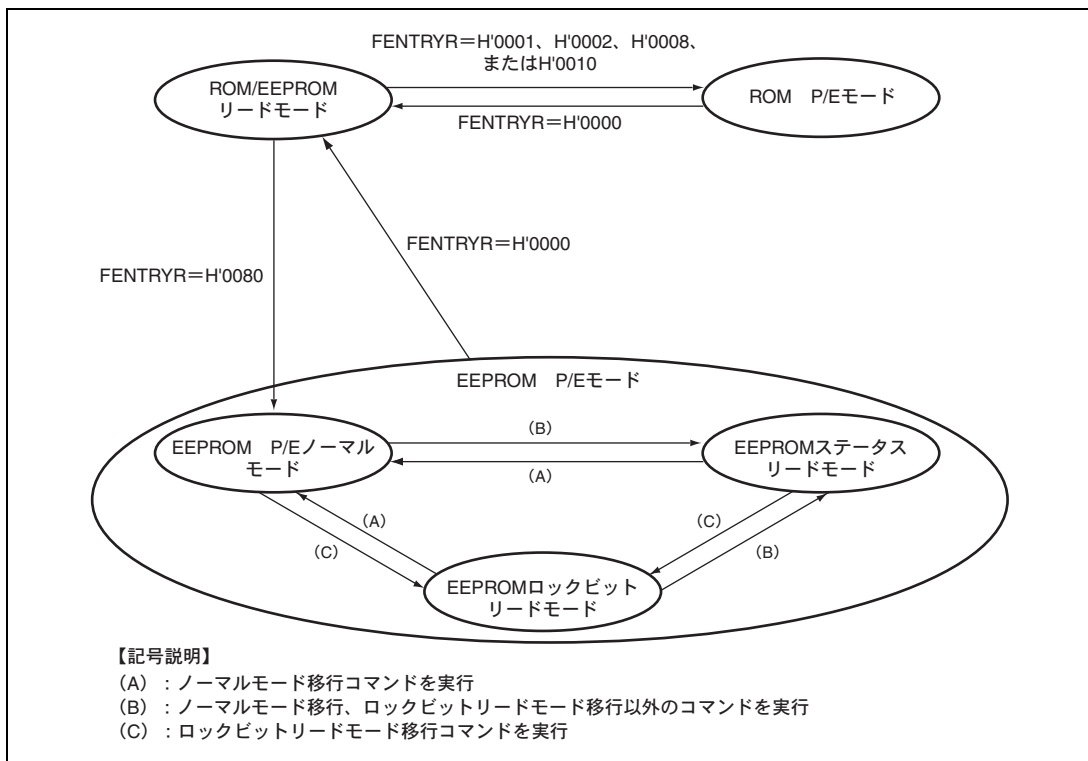 FENTRYR=H'0001、H'0002、H'0008、
またはH'0010
ROM/EEPROM
リードモード
ROM　P/Eモード
FENTRYR=H'0000
FENTRYR=H'0000
FENTRYR=H'0080
EEPROM　P/Eモード
EEPROM　P/Eノーマル
モード
(B)
(A)
EEPROMステータス
リードモード
(A)
(C)
(C)
(B)
EEPROMロックビット
リードモード
【記号説明】
(A)：ノーマルモード移行コマンドを実行
(B)：ノーマルモード移行、ロックビットリードモード移行以外のコマンドを実行
(C)：ロックビットリードモード移行コマンドを実行